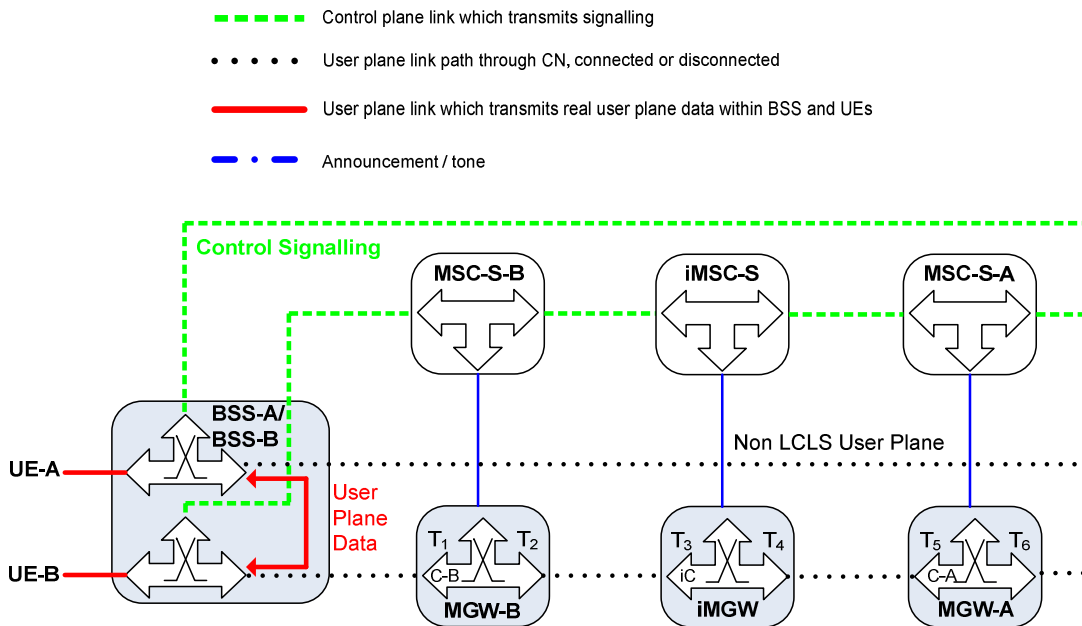 Control plane link which transmits signalling
User plane link path through CN, connected or disconnected
User plane link which transmits real user plane data within BSS and UEs
Announcement / tone
Control Signalling
MSC-S-B
iMSC-S
MSC-S-A
BSS-A/
BSS-B
Non LCLS User Plane
UE-A
User
Plane
Data
T1
T2
T3
T4
T5
T6
UE-B
C-B
iC
C-A
MGW-B
iMGW
MGW-A